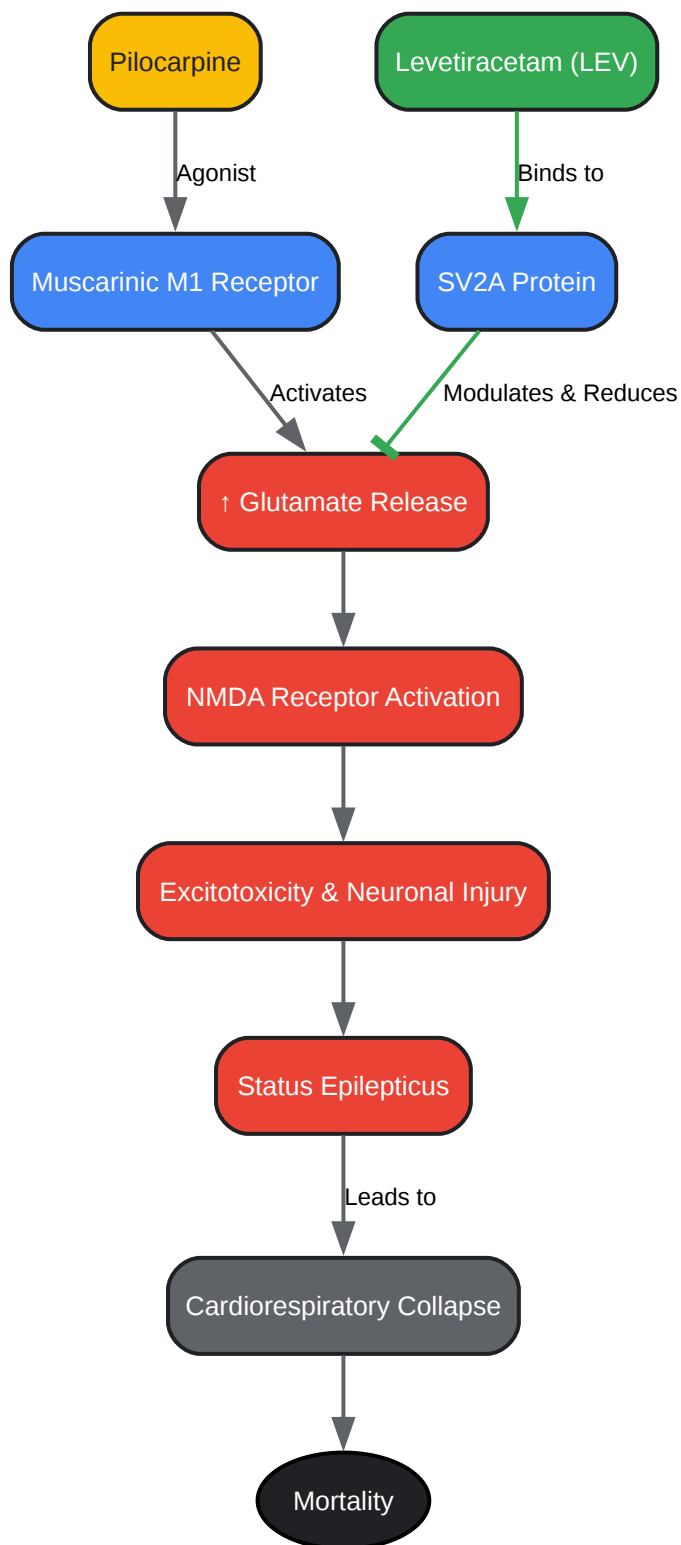 Pilocarpine
Levetiracetam (LEV)
Agonist
Binds to
Muscarinic M1 Receptor
SV2A Protein
Activates
Modulates & Reduces
↑ Glutamate Release
NMDA Receptor Activation
Excitotoxicity & Neuronal Injury
Status Epilepticus
Leads to
Cardiorespiratory Collapse
Mortality